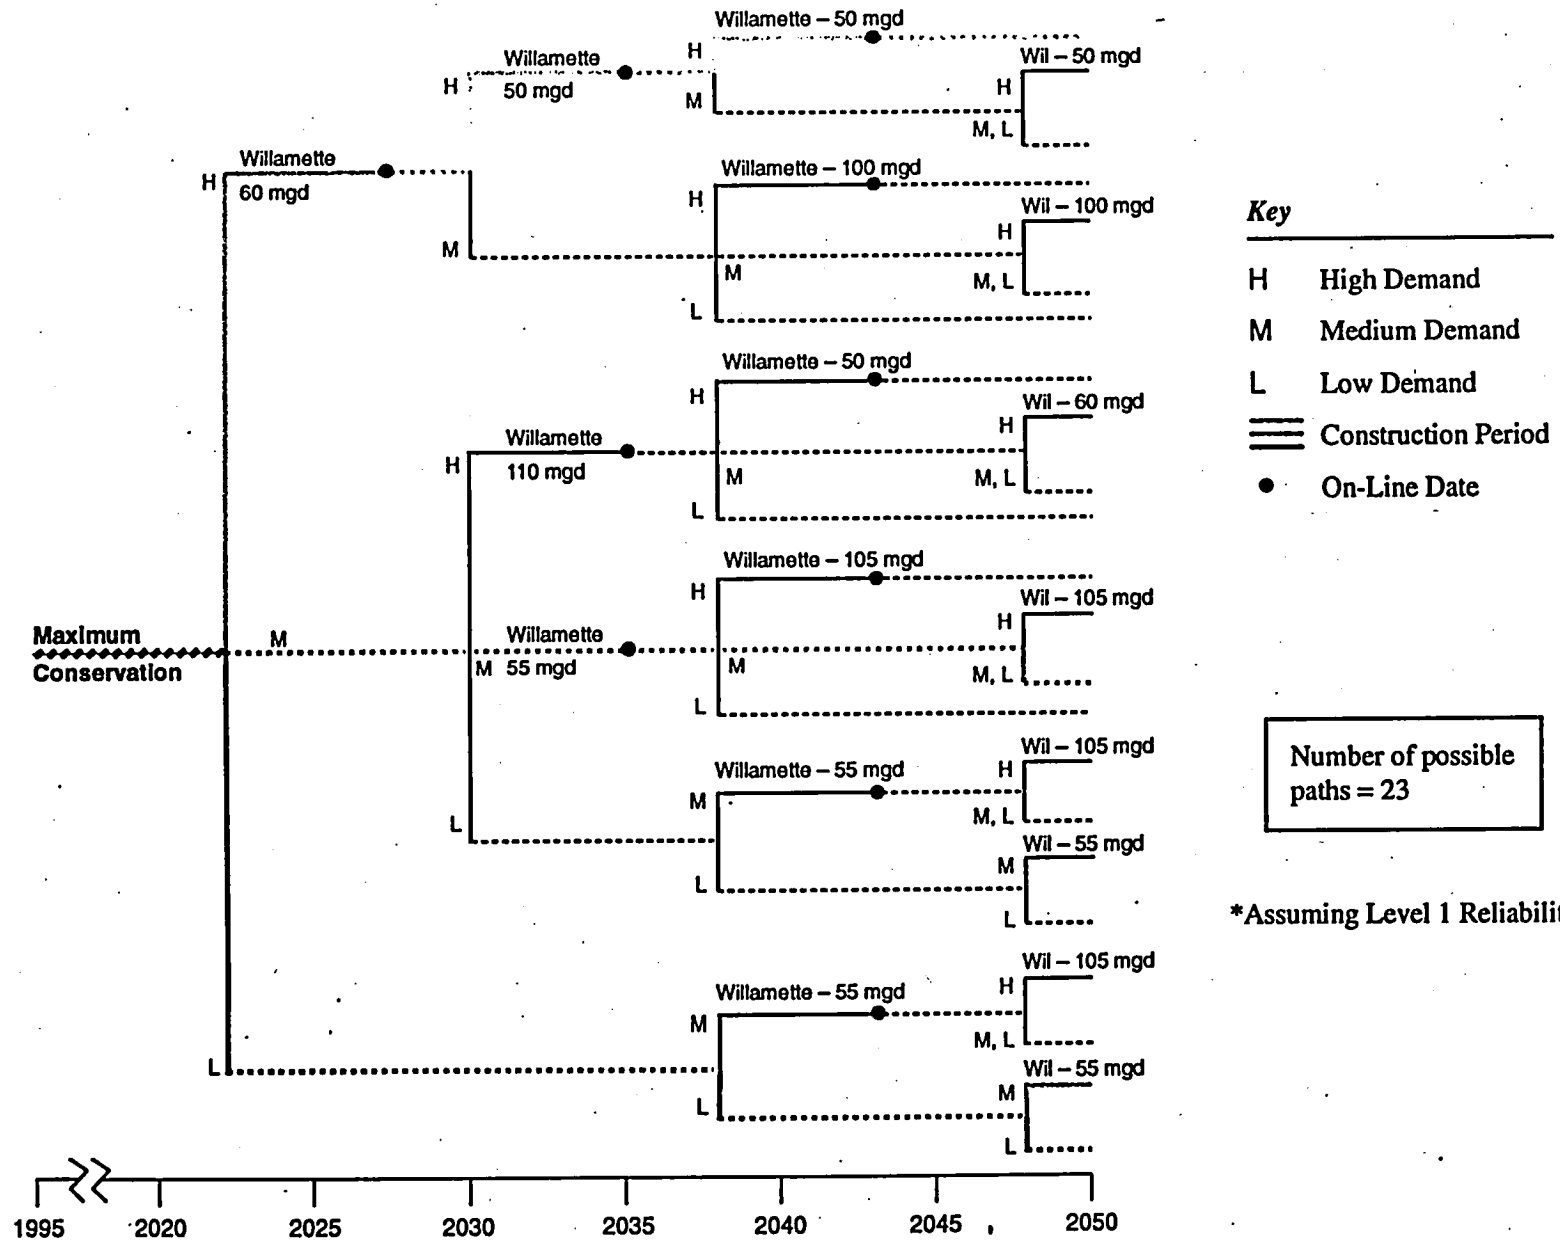 Willamette – 50 mgd
H
Willamette
50 mgd
H
M
Wil – 50 mgd
H
M, L
Willamette
60 mgd
H
Willamette – 100 mgd
H
M
M
L
Wil – 100 mgd
H
M, L
Willamette – 50 mgd
H
Wil – 60 mgd
H
M, L
Willamette
110 mgd
H
M
L
Willamette – 105 mgd
H
Wil – 105 mgd
H
M, L
Maximum
Conservation
M
Willamette
M 55 mgd
M
L
Wil – 105 mgd
Willamette – 55 mgd
H
M
M, L
L
Wil – 55 mgd
M
L
L
Wil – 105 mgd
Willamette – 55 mgd
H
M
M, L
L
Wil – 55 mgd
M
L
L
1995
2020
2025
2030
2035
2040
2045
2050
Key
H High Demand
M Medium Demand
L Low Demand
Construction Period
On-Line Date
Number of possible
paths = 23
*Assuming Level 1 Reliabilit